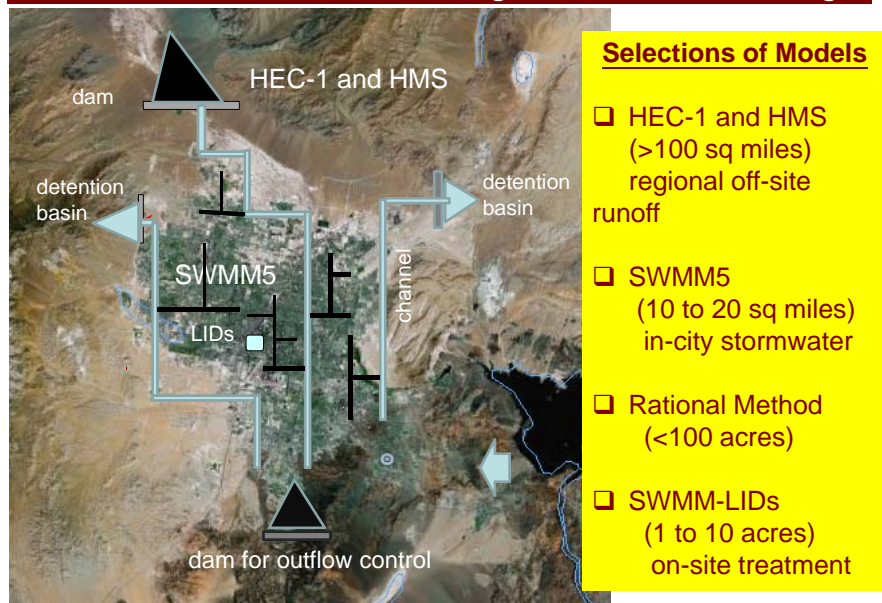 HEC-1 and HMS
dam
detention
basin
detention
basin
SWMM5
channel
LIDs
dam for outflow control
Selections of Models
❑ HEC-1 and HMS
(>100 sq miles)
regional off-site
runoff
❑ SWMM5
(10 to 20 sq miles)
in-city stormwater
❑ Rational Method
(<100 acres)
❑ SWMM-LIDs
(1 to 10 acres)
on-site treatment